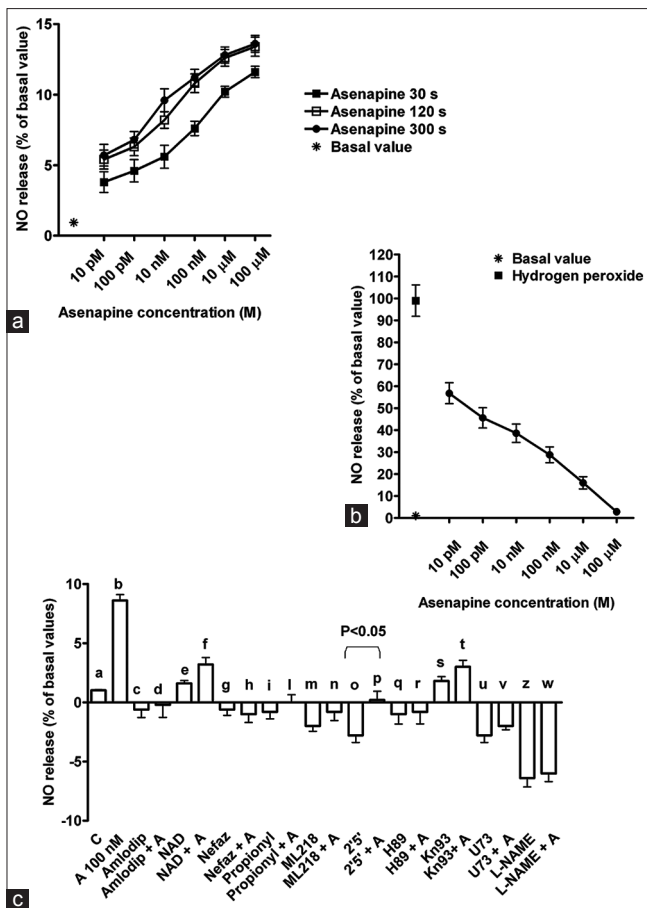 15
10
5
0
NO release (% of basal value)
10 pM
100 pM
10 nM
100 nM
10 µM
100 µM
Asenapine concentration (M)
Asenapine 30 s
Asenapine 120 s
Asenapine 300 s
Basal value
a
120
110
100
90
80
70
60
50
40
30
20
10
0
NO release (% of basal value)
Basal value
Hydrogen peroxide
10 pM
100 pM
10 nM
100 nM
10 µM
100 µM
Asenapine concentration (M)
b
10
5
0
-5
-10
NO release (% of basal values)
P<0.05
a
b
c
d
e
f
g
h
i
l
m
n
o
p
q
r
s
t
u
v
z
w
C
A 100 nM
Amlodip
Amlodip + A
NAD
NAD + A
Nefaz
Nefaz + A
Propionyl
Propionyl + A
ML218
ML218 + A
2'5'
2'5' + A
H89
H89 + A
Kn93
Kn93+ A
U73
U73 + A
L-NAME
L-NAME + A
c